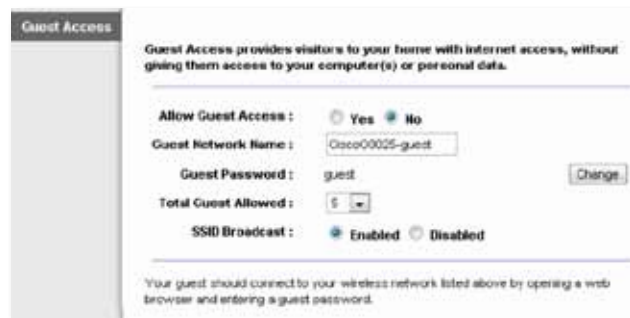 Guest Access
Guest Access provides visitors to your home with internet access, without
giving them access to your computer(s) or personal data.
Allow Guest Access : Yes No
Guest Network Name : Cisco00025-guest
Guest Password : guest Change
Total Guest Allowed : 5
SSID Broadcast : Enabled Disabled
Your guest should connect to your wireless network listed above by opening a web
browser and entering a guest password.